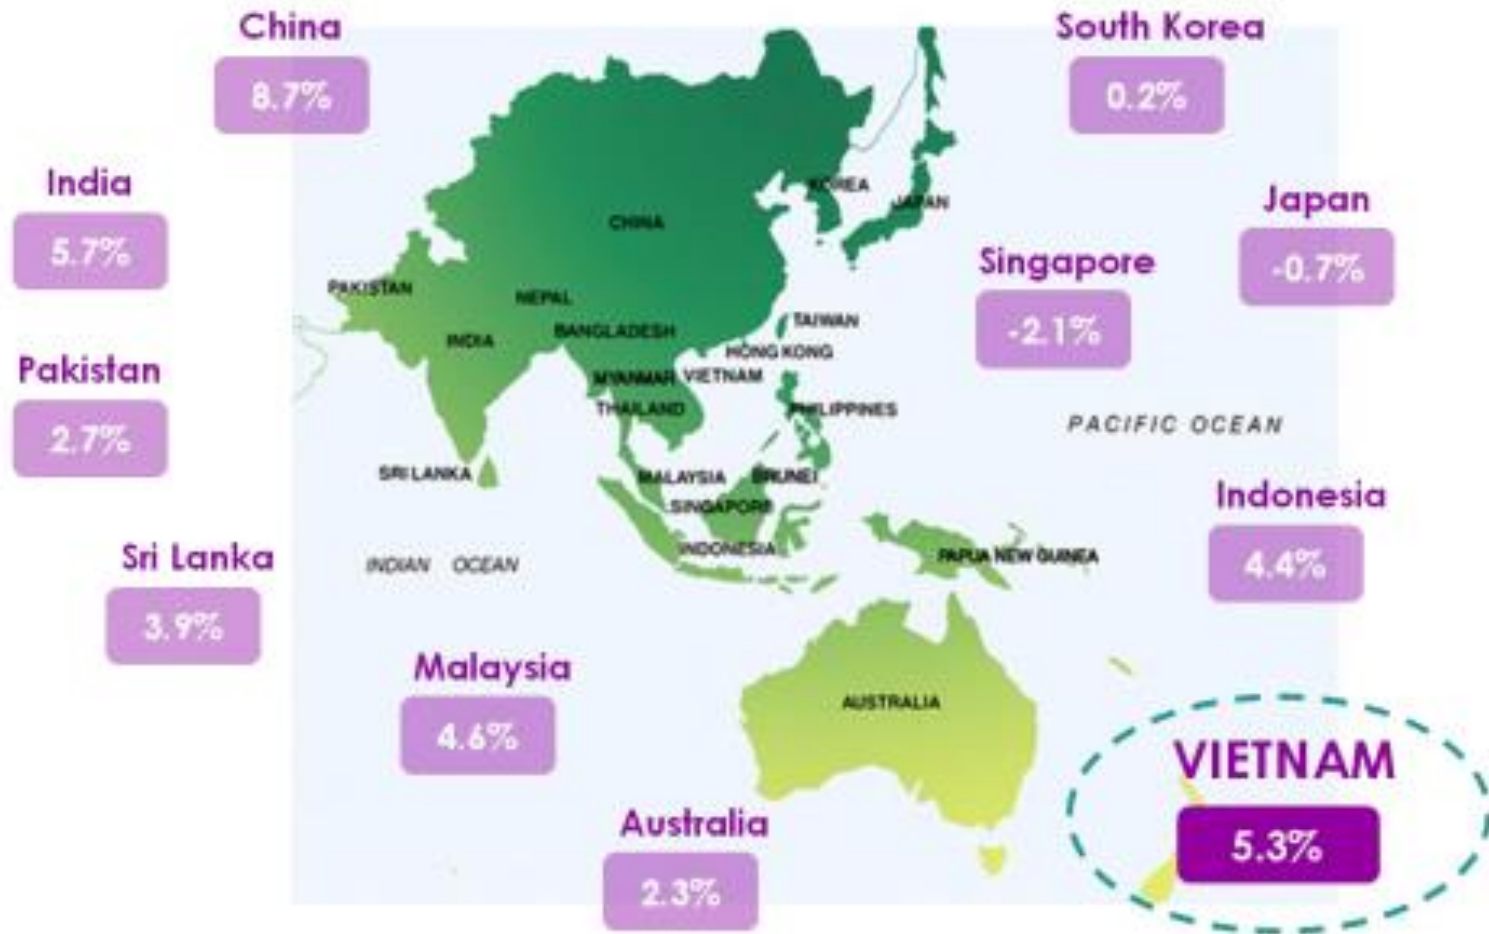 China
8.7%
South Korea
0.2%
India
5.7%
Japan
-0.7%
Singapore
-2.1%
Pakistan
2.7%
Sri Lanka
3.9%
Indonesia
4.4%
Malaysia
4.6%
Australia
2.3%
VIETNAM
5.3%
KOREA
JAPAN
CHINA
PAKISTAN
NEPAL
INDIA
BANGLADESH
TAIWAN
HONG KONG
MYANMAR
VIETNAM
THAILAND
PHILIPPINES
PACIFIC OCEAN
SRI LANKA
MALAYSIA
BRUNEI
SINGAPORE
INDONESIA
PAPUA NEW GUINEA
INDIAN OCEAN
AUSTRALIA